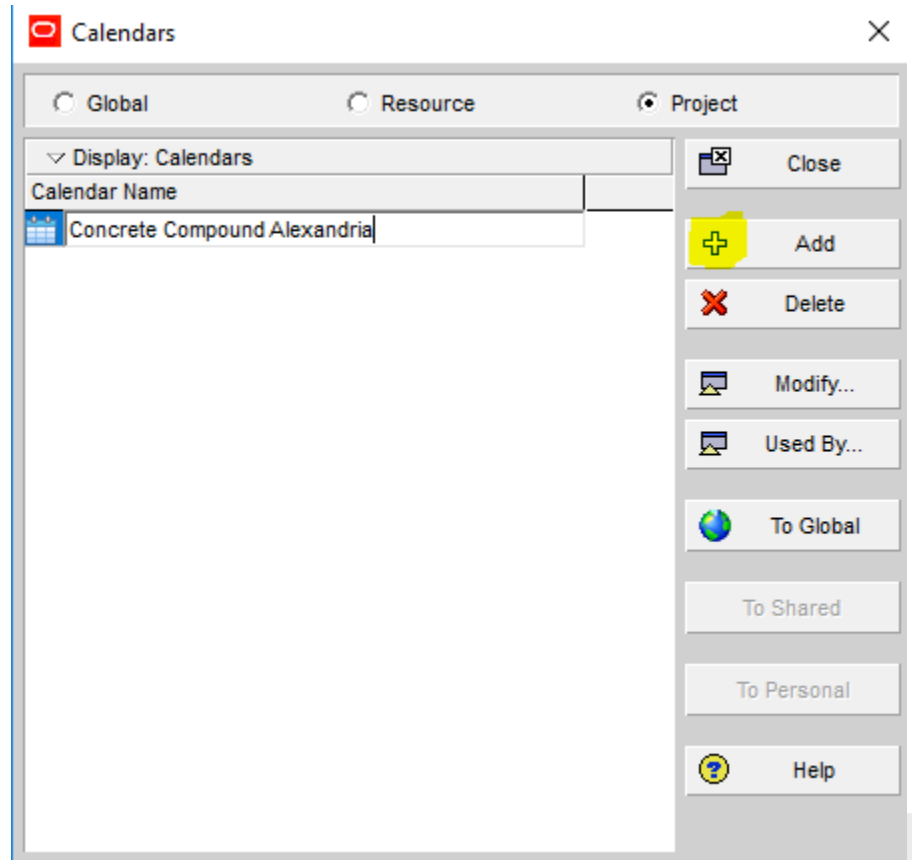 Calendars
Global Resource Project
Display: Calendars
Calendar Name
Concrete Compound Alexandria
Close
Add
Delete
Modify...
Used By...
To Global
To Shared
To Personal
Help